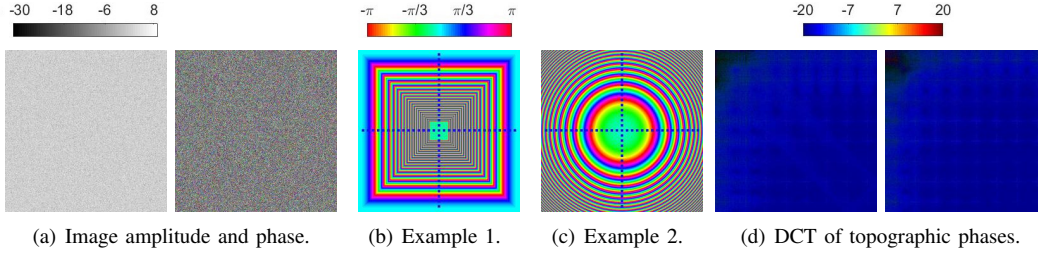 -30 -18 -6 8
-π -π/3 π/3 π
-20 -7 7 20
(a) Image amplitude and phase.
(b) Example 1.
(c) Example 2.
(d) DCT of topographic phases.